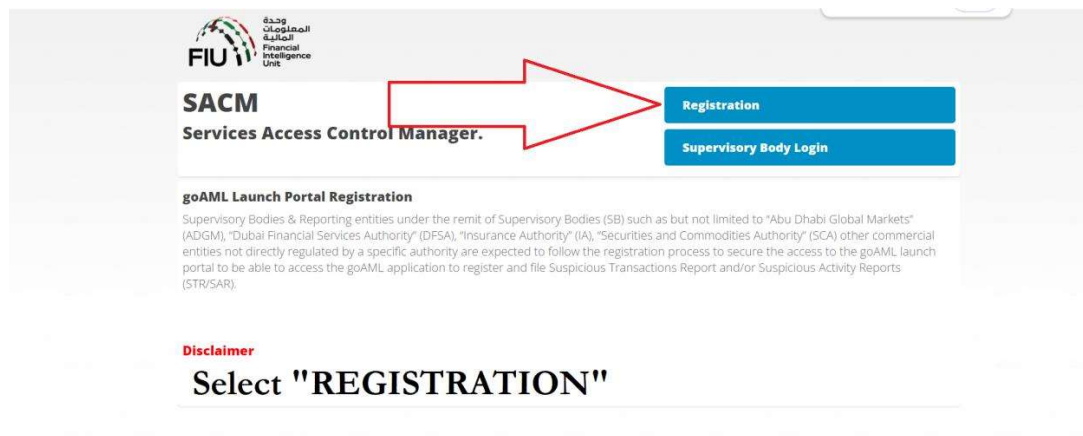 وحدة
المعلومات
المالية
Financial
Intelligence
Unit
FIU
SACM
Services Access Control Manager.
Registration
Supervisory Body Login
goAML Launch Portal Registration
Supervisory Bodies & Reporting entities under the remit of Supervisory Bodies (SB) such as but not limited to "Abu Dhabi Global Markets"
(ADGM), "Dubai Financial Services Authority" (DFSA), "Insurance Authority" (IA), "Securities and Commodities Authority" (SCA) other commercial
entities not directly regulated by a specific authority are expected to follow the registration process to secure the access to the goAML launch
portal to be able to access the goAML application to register and file Suspicious Transactions Report and/or Suspicious Activity Reports
(STR/SAR).
Disclaimer
Select "REGISTRATION"